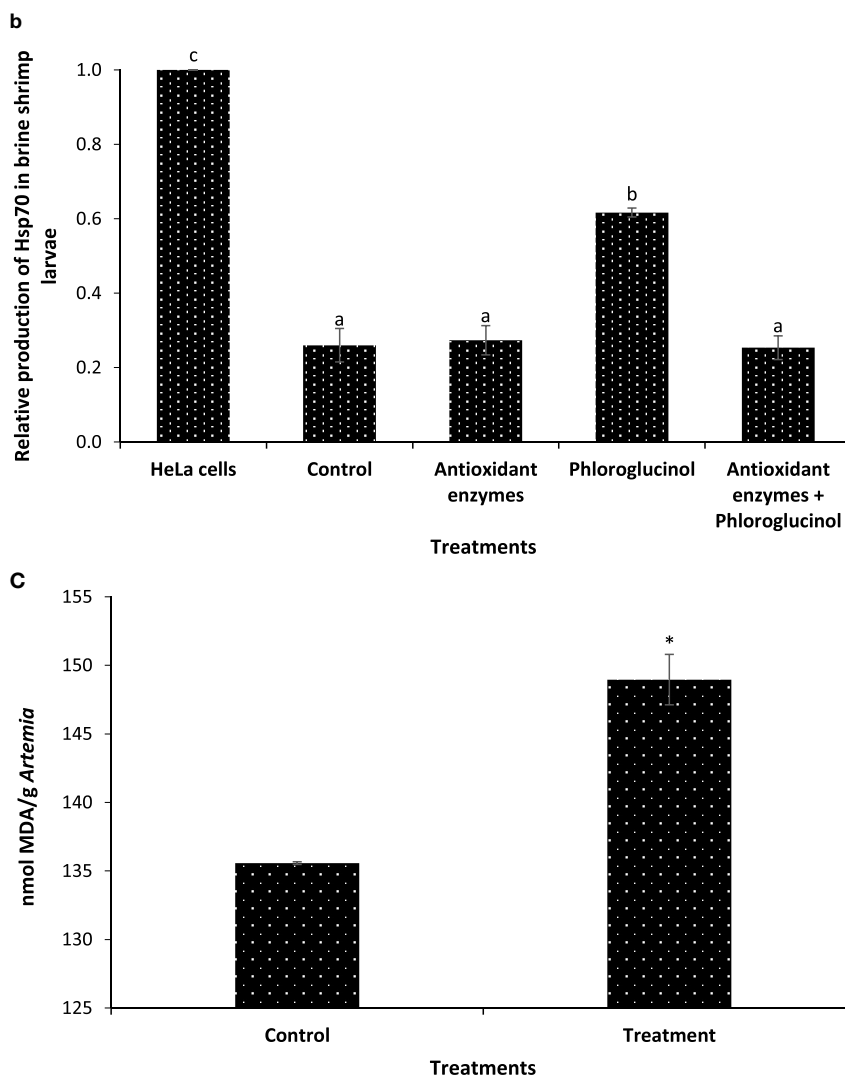 b
Relative production of Hsp70 in brine shrimp
larvae
1.0
0.8
0.6
0.4
0.2
0.0
c
a
a
b
a
HeLa cells
Control
Antioxidant
enzymes
Phloroglucinol
Antioxidant
enzymes +
Phloroglucinol
Treatments
C
nmol MDA/g Artemia
155
150
145
140
135
130
125
*
Control
Treatment
Treatments